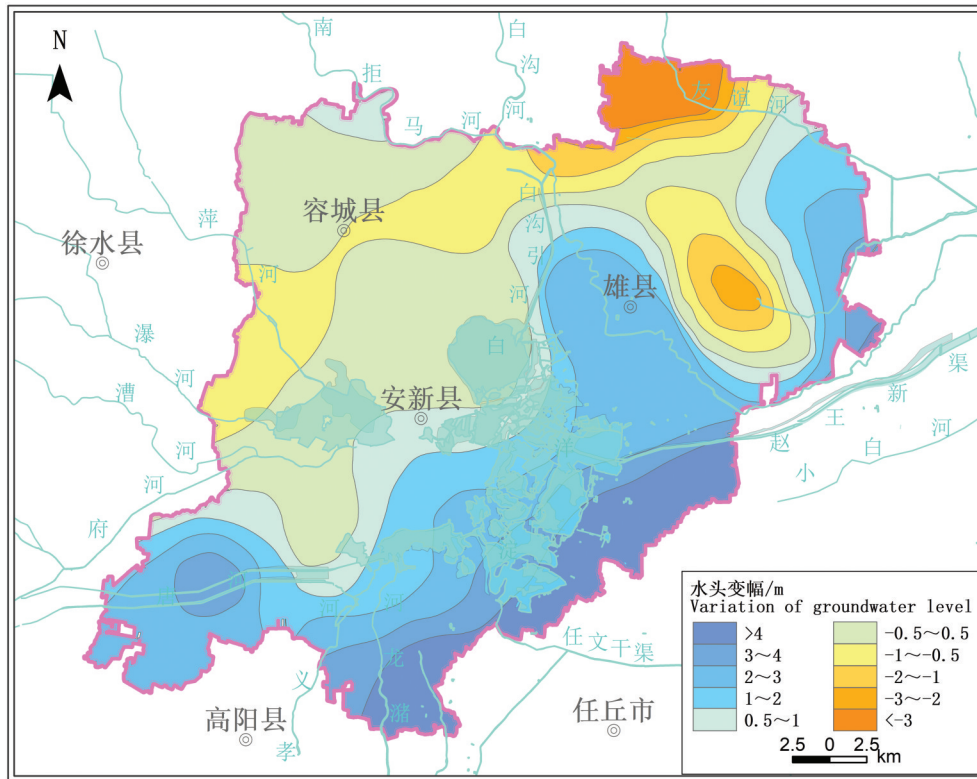 N
南
拒
马
河
白
沟
河
友
谊
河
容城县
徐水县
萍
河
白
沟
引
河
雄县
瀑
河
漕
河
安新县
白
洋
淀
府
河
赵
王
新
渠
小
白
河
河
河
龙
潴
义
孝
任
文
干
渠
高阳县
任丘市
水头变幅/m
Variation of groundwater level
>4
3～4
2～3
1～2
0.5～1
-0.5～0.5
-1～-0.5
-2～-1
-3～-2
<-3
2.5 0 2.5
km